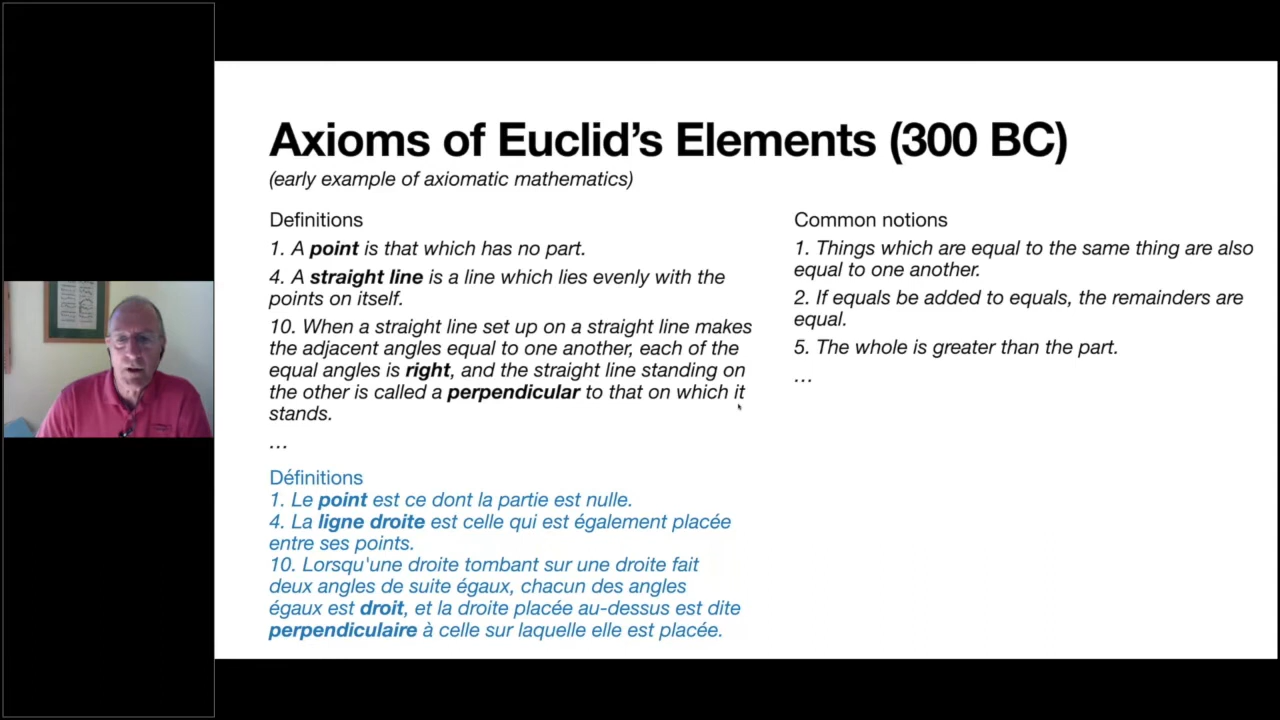 Axioms of Euclid’s Elements (300 BC)
(early example of axiomatic mathematics)
Definitions
1. A point is that which has no part.
4. A straight line is a line which lies evenly with the
points on itself.
10. When a straight line set up on a straight line makes
the adjacent angles equal to one another, each of the
equal angles is right, and the straight line standing on
the other is called a perpendicular to that on which it
stands.
…
Définitions
1. Le point est ce dont la partie est nulle.
4. La ligne droite est celle qui est également placée
entre ses points.
10. Lorsqu'une droite tombant sur une droite fait
deux angles de suite égaux, chacun des angles
égaux est droit, et la droite placée au-dessus est dite
perpendiculaire à celle sur laquelle elle est placée.
Common notions
1. Things which are equal to the same thing are also
equal to one another.
2. If equals be added to equals, the remainders are
equal.
5. The whole is greater than the part.
…